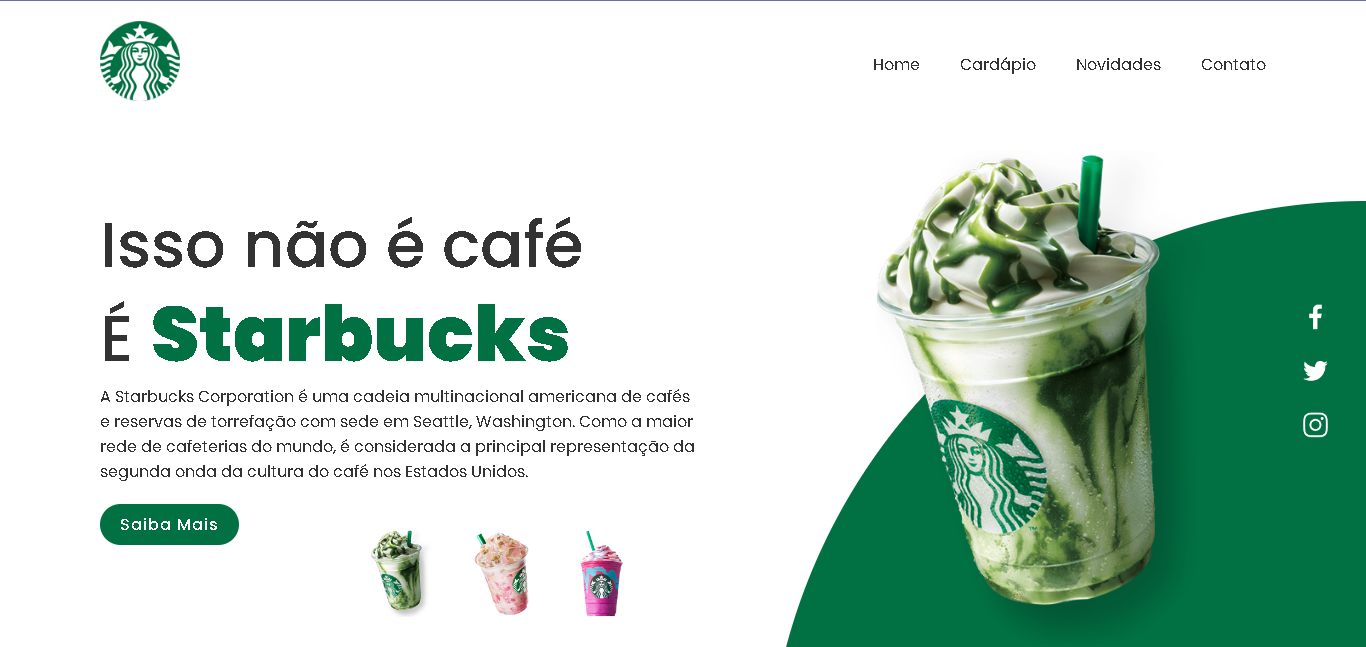 Home Cardápio Novidades Contato
Isso não é café
É Starbucks
A Starbucks Corporation é uma cadeia multinacional americana de cafés
e reservas de torrefação com sede em Seattle, Washington. Como a maior
rede de cafeterias do mundo, é considerada a principal representação da
segunda onda da cultura do café nos Estados Unidos.
Saiba Mais